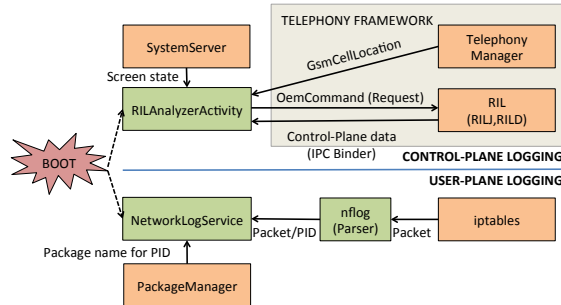 TELEPHONY FRAMEWORK
SystemServer
GsmCellLocation
Telephony
Manager
Screen state
RILAnalyzerActivity
OemCommand (Request)
RIL
(RILJ,RILD)
Control-Plane data
(IPC Binder)
CONTROL-PLANE LOGGING
BOOT
USER-PLANE LOGGING
NetworkLogService
Packet/PID
nflog
(Parser)
Packet
iptables
Package name for PID
PackageManager